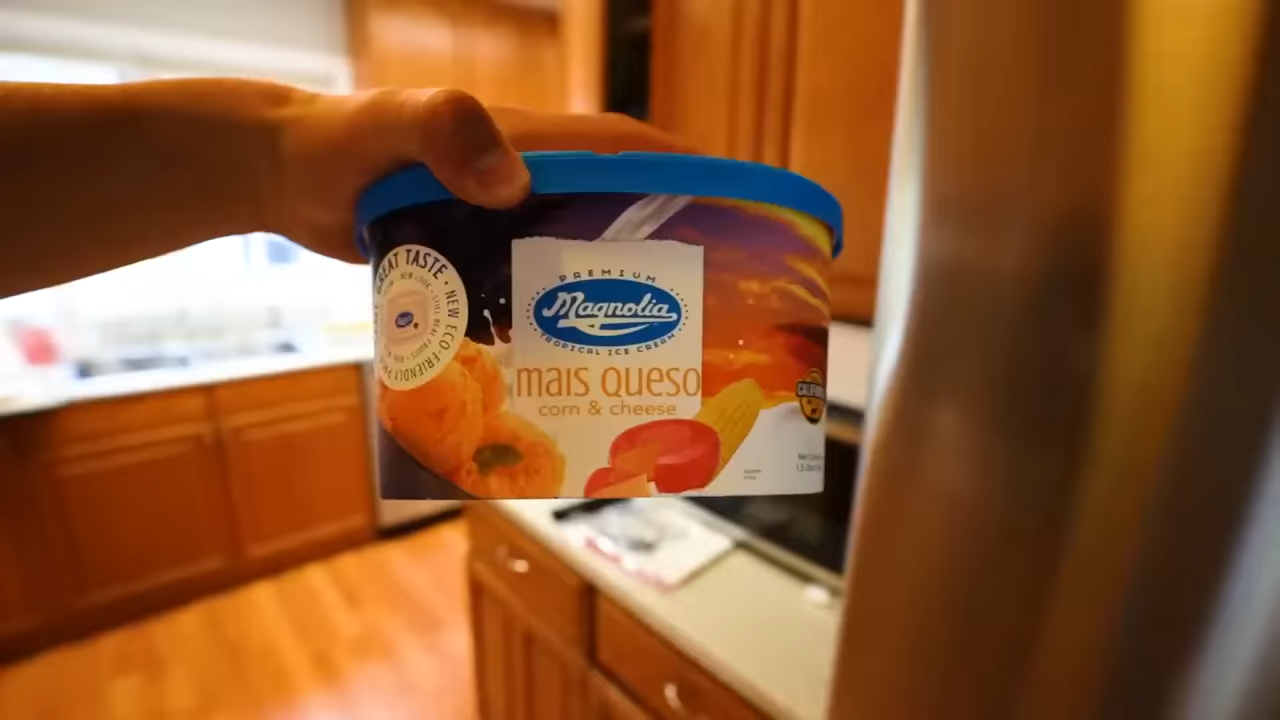 GREAT TASTE • NEW ECO-FRIENDLY
PREMIUM
Magnolia
TROPICAL ICE CREAM
mais queso
corn & cheese